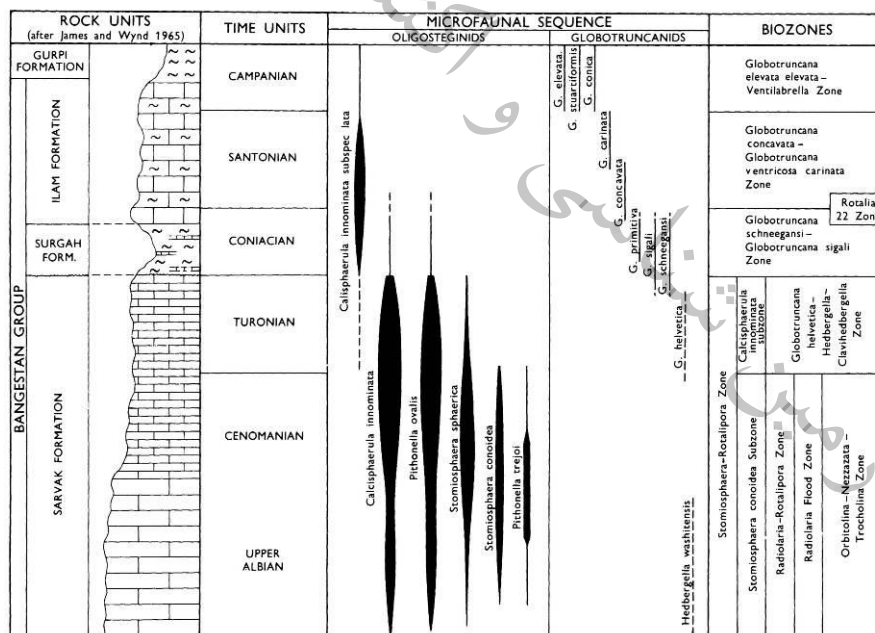 ROCK UNITS
(after James and Wynd 1965)
TIME UNITS
MICROFAUNAL SEQUENCE
OLIGOSTEGINIDS
GLOBOTRUNCANIDS
BIOZONES
GURPI
FORMATION
ILAM FORMATION
SURGAH
FORM.
BANGESTAN GROUP
SARVAK FORMATION
CAMPANIAN
SANTONIAN
CONIACIAN
TURONIAN
CENOMANIAN
UPPER
ALBIAN
Calisphaerula innominata subspec lata
Calcisphaerula innominata
Pithonella ovalis
Stomiosphaera sphaerica
Stomiosphaera conoidea
Pithonella trejoi
G. elevata.
G. stuartiformis
G. conica
G. carinata
G. concavata
G. primitiva
G. sigali
G. schneegansi
G. helvetica
Hedbergella washitensis
Globotruncana
elevata elevata –
Ventilabrella Zone
Globotruncana
concavata –
Globotruncana
ventricosa carinata
Zone
Rotalia
22 Zon
Globotruncana
schneegansi –
Globotruncana sigali
Zone
Stomiosphaera-Rotalipora Zone
Calcisphaerula
innominata
subzone
Globotruncana
helvetica –
Hedbergella –
Clavihedbergella
Zone
Stomiosphaera conoidea Subzone
Radiolaria-Rotalipora Zone
Radiolaria Flood Zone
Orbitolina – Nezzazata –
Trocholina Zone